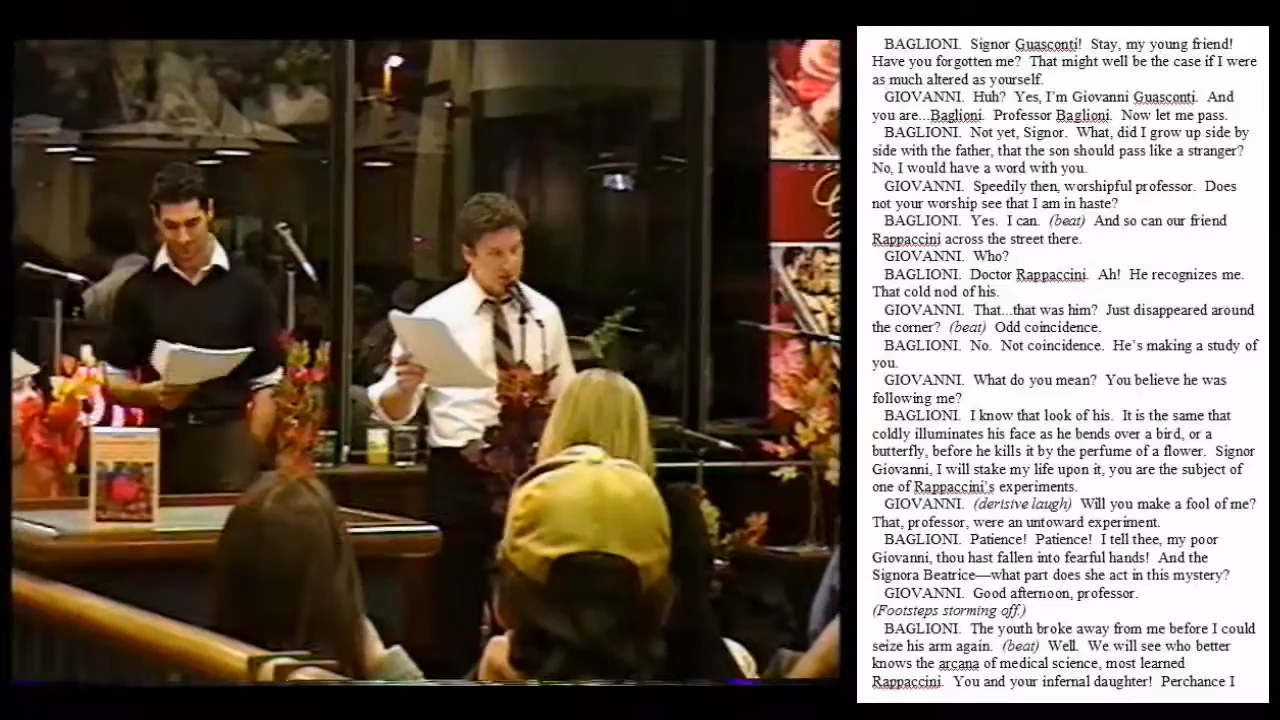 BAGLIONI. Signor Guasconti! Stay, my young friend!
Have you forgotten me? That might well be the case if I were
as much altered as yourself.
GIOVANNI. Huh? Yes, I'm Giovanni Guasconti. And
you are...Baglioni. Professor Baglioni. Now let me pass.
BAGLIONI. Not yet, Signor. What, did I grow up side by
side with the father, that the son should pass like a stranger?
No, I would have a word with you.
GIOVANNI. Speedily then, worshipful professor. Does
not your worship see that I am in haste?
BAGLIONI. Yes. I can. (beat) And so can our friend
Rappaccini across the street there.
GIOVANNI. Who?
BAGLIONI. Doctor Rappaccini. Ah! He recognizes me.
That cold nod of his.
GIOVANNI. That...that was him? Just disappeared around
the corner? (beat) Odd coincidence.
BAGLIONI. No. Not coincidence. He's making a study of
you.
GIOVANNI. What do you mean? You believe he was
following me?
BAGLIONI. I know that look of his. It is the same that
coldly illuminates his face as he bends over a bird, or a
butterfly, before he kills it by the perfume of a flower. Signor
Giovanni, I will stake my life upon it, you are the subject of
one of Rappaccini's experiments.
GIOVANNI. (derisive laugh) Will you make a fool of me?
That, professor, were an untoward experiment.
BAGLIONI. Patience! Patience! I tell thee, my poor
Giovanni, thou hast fallen into fearful hands! And the
Signora Beatrice—what part does she act in this mystery?
GIOVANNI. Good afternoon, professor.
(Footsteps storming off.)
BAGLIONI. The youth broke away from me before I could
seize his arm again. (beat) Well. We will see who better
knows the arcana of medical science, most learned
Rappaccini. You and your infernal daughter! Perchance I